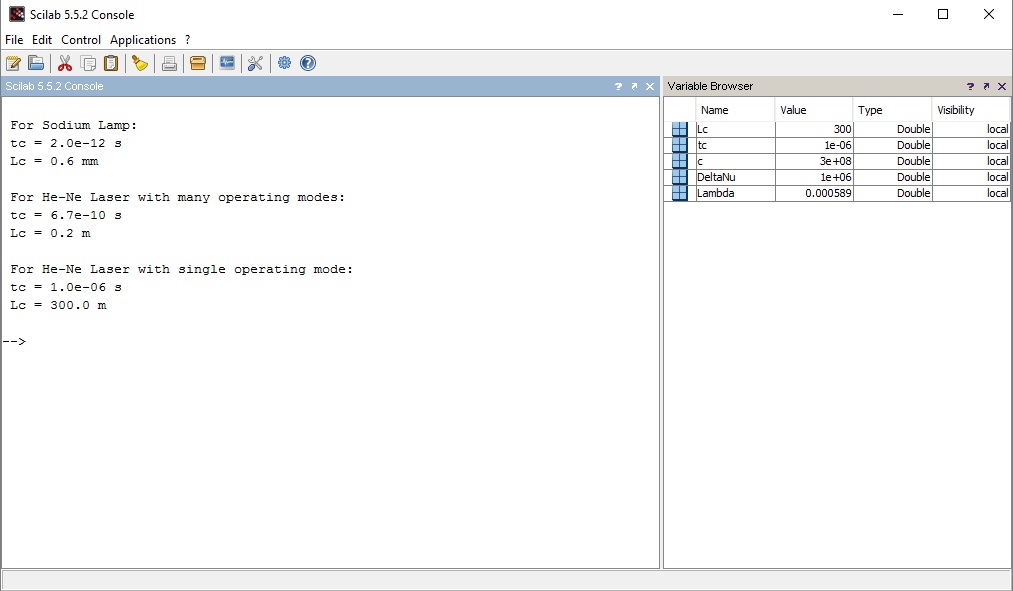 Scilab 5.5.2 Console
File Edit Control Applications ?
Scilab 5.5.2 Console
For Sodium Lamp:
tc = 2.0e-12 s
Lc = 0.6 mm
For He-Ne Laser with many operating modes:
tc = 6.7e-10 s
Lc = 0.2 m
For He-Ne Laser with single operating mode:
tc = 1.0e-06 s
Lc = 300.0 m
-->
Variable Browser
Name Value Type Visibility
Lc 300 Double local
tc 1e-06 Double local
c 3e+08 Double local
DeltaNu 1e+06 Double local
Lambda 0.000589 Double local